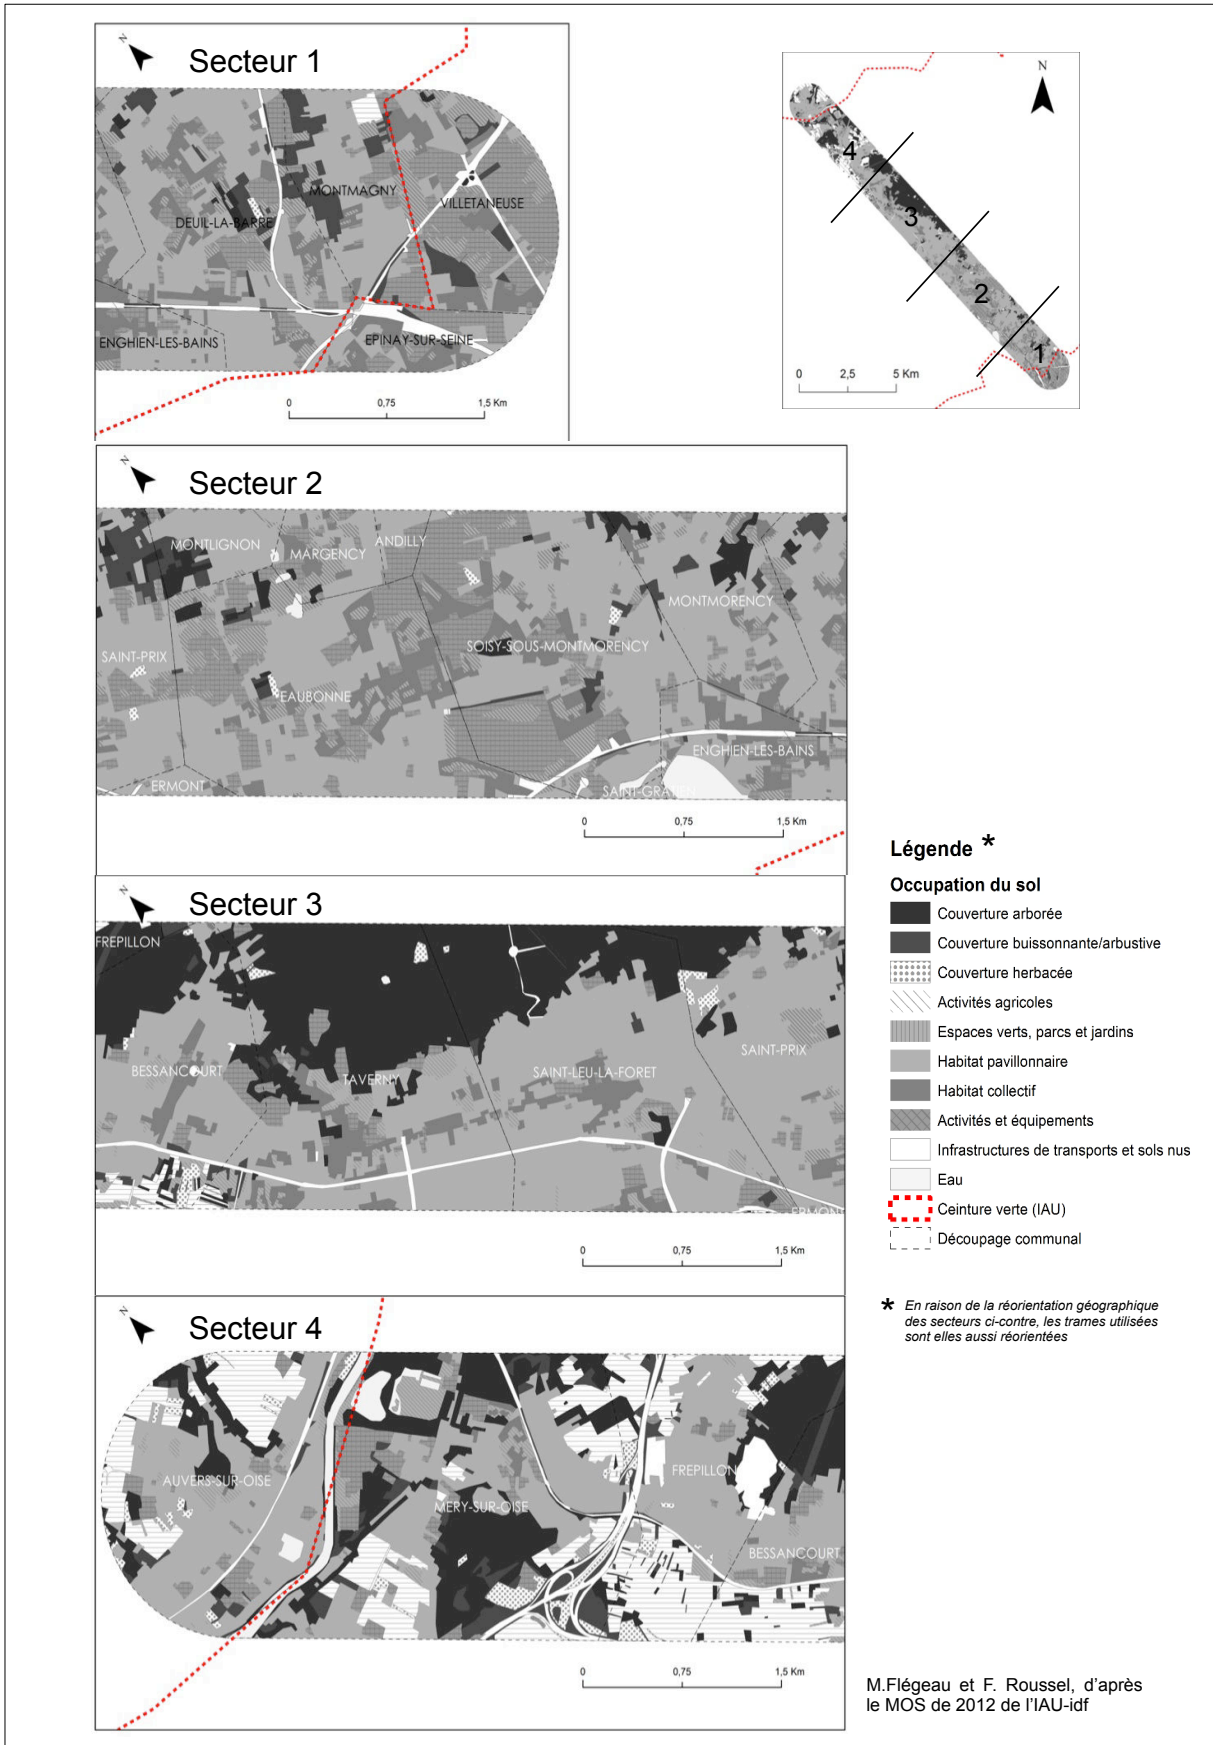 N
Secteur 1
DEUIL-LA-BARRE
MONTMAGNY
VILLETANEUSE
ENGHIEN-LES-BAINS
EPINAY-SUR-SEINE
0 0,75 1,5 Km
N
4
3
2
1
0 2,5 5 Km
N
Secteur 2
MONTLIGNON
MARGENCY
ANDILLY
MONTMORENCY
SAINT-PRIX
SOISY-SOUS-MONTMORENCY
EAUBONNE
ENGHIEN-LES-BAINS
ERMONT
SAINT-GRATIEN
0 0,75 1,5 Km
N
Secteur 3
FREPILLON
BESSANCOURT
TAVERNY
SAINT-LEU-LA-FORET
SAINT-PRIX
ERMONT
0 0,75 1,5 Km
Légende *
Occupation du sol
Couverture arborée
Couverture buissonnante/arbustive
Couverture herbacée
Activités agricoles
Espaces verts, parcs et jardins
Habitat pavillonnaire
Habitat collectif
Activités et équipements
Infrastructures de transports et sols nus
Eau
Ceinture verte (IAU)
Découpage communal
* En raison de la réorientation géographique
des secteurs ci-contre, les trames utilisées
sont elles aussi réorientées
N
Secteur 4
AUVERS-SUR-OISE
MERY-SUR-OISE
FREPILLON
BESSANCOURT
0 0,75 1,5 Km
M.Flégeau et F. Roussel, d'après
le MOS de 2012 de l'IAU-idf